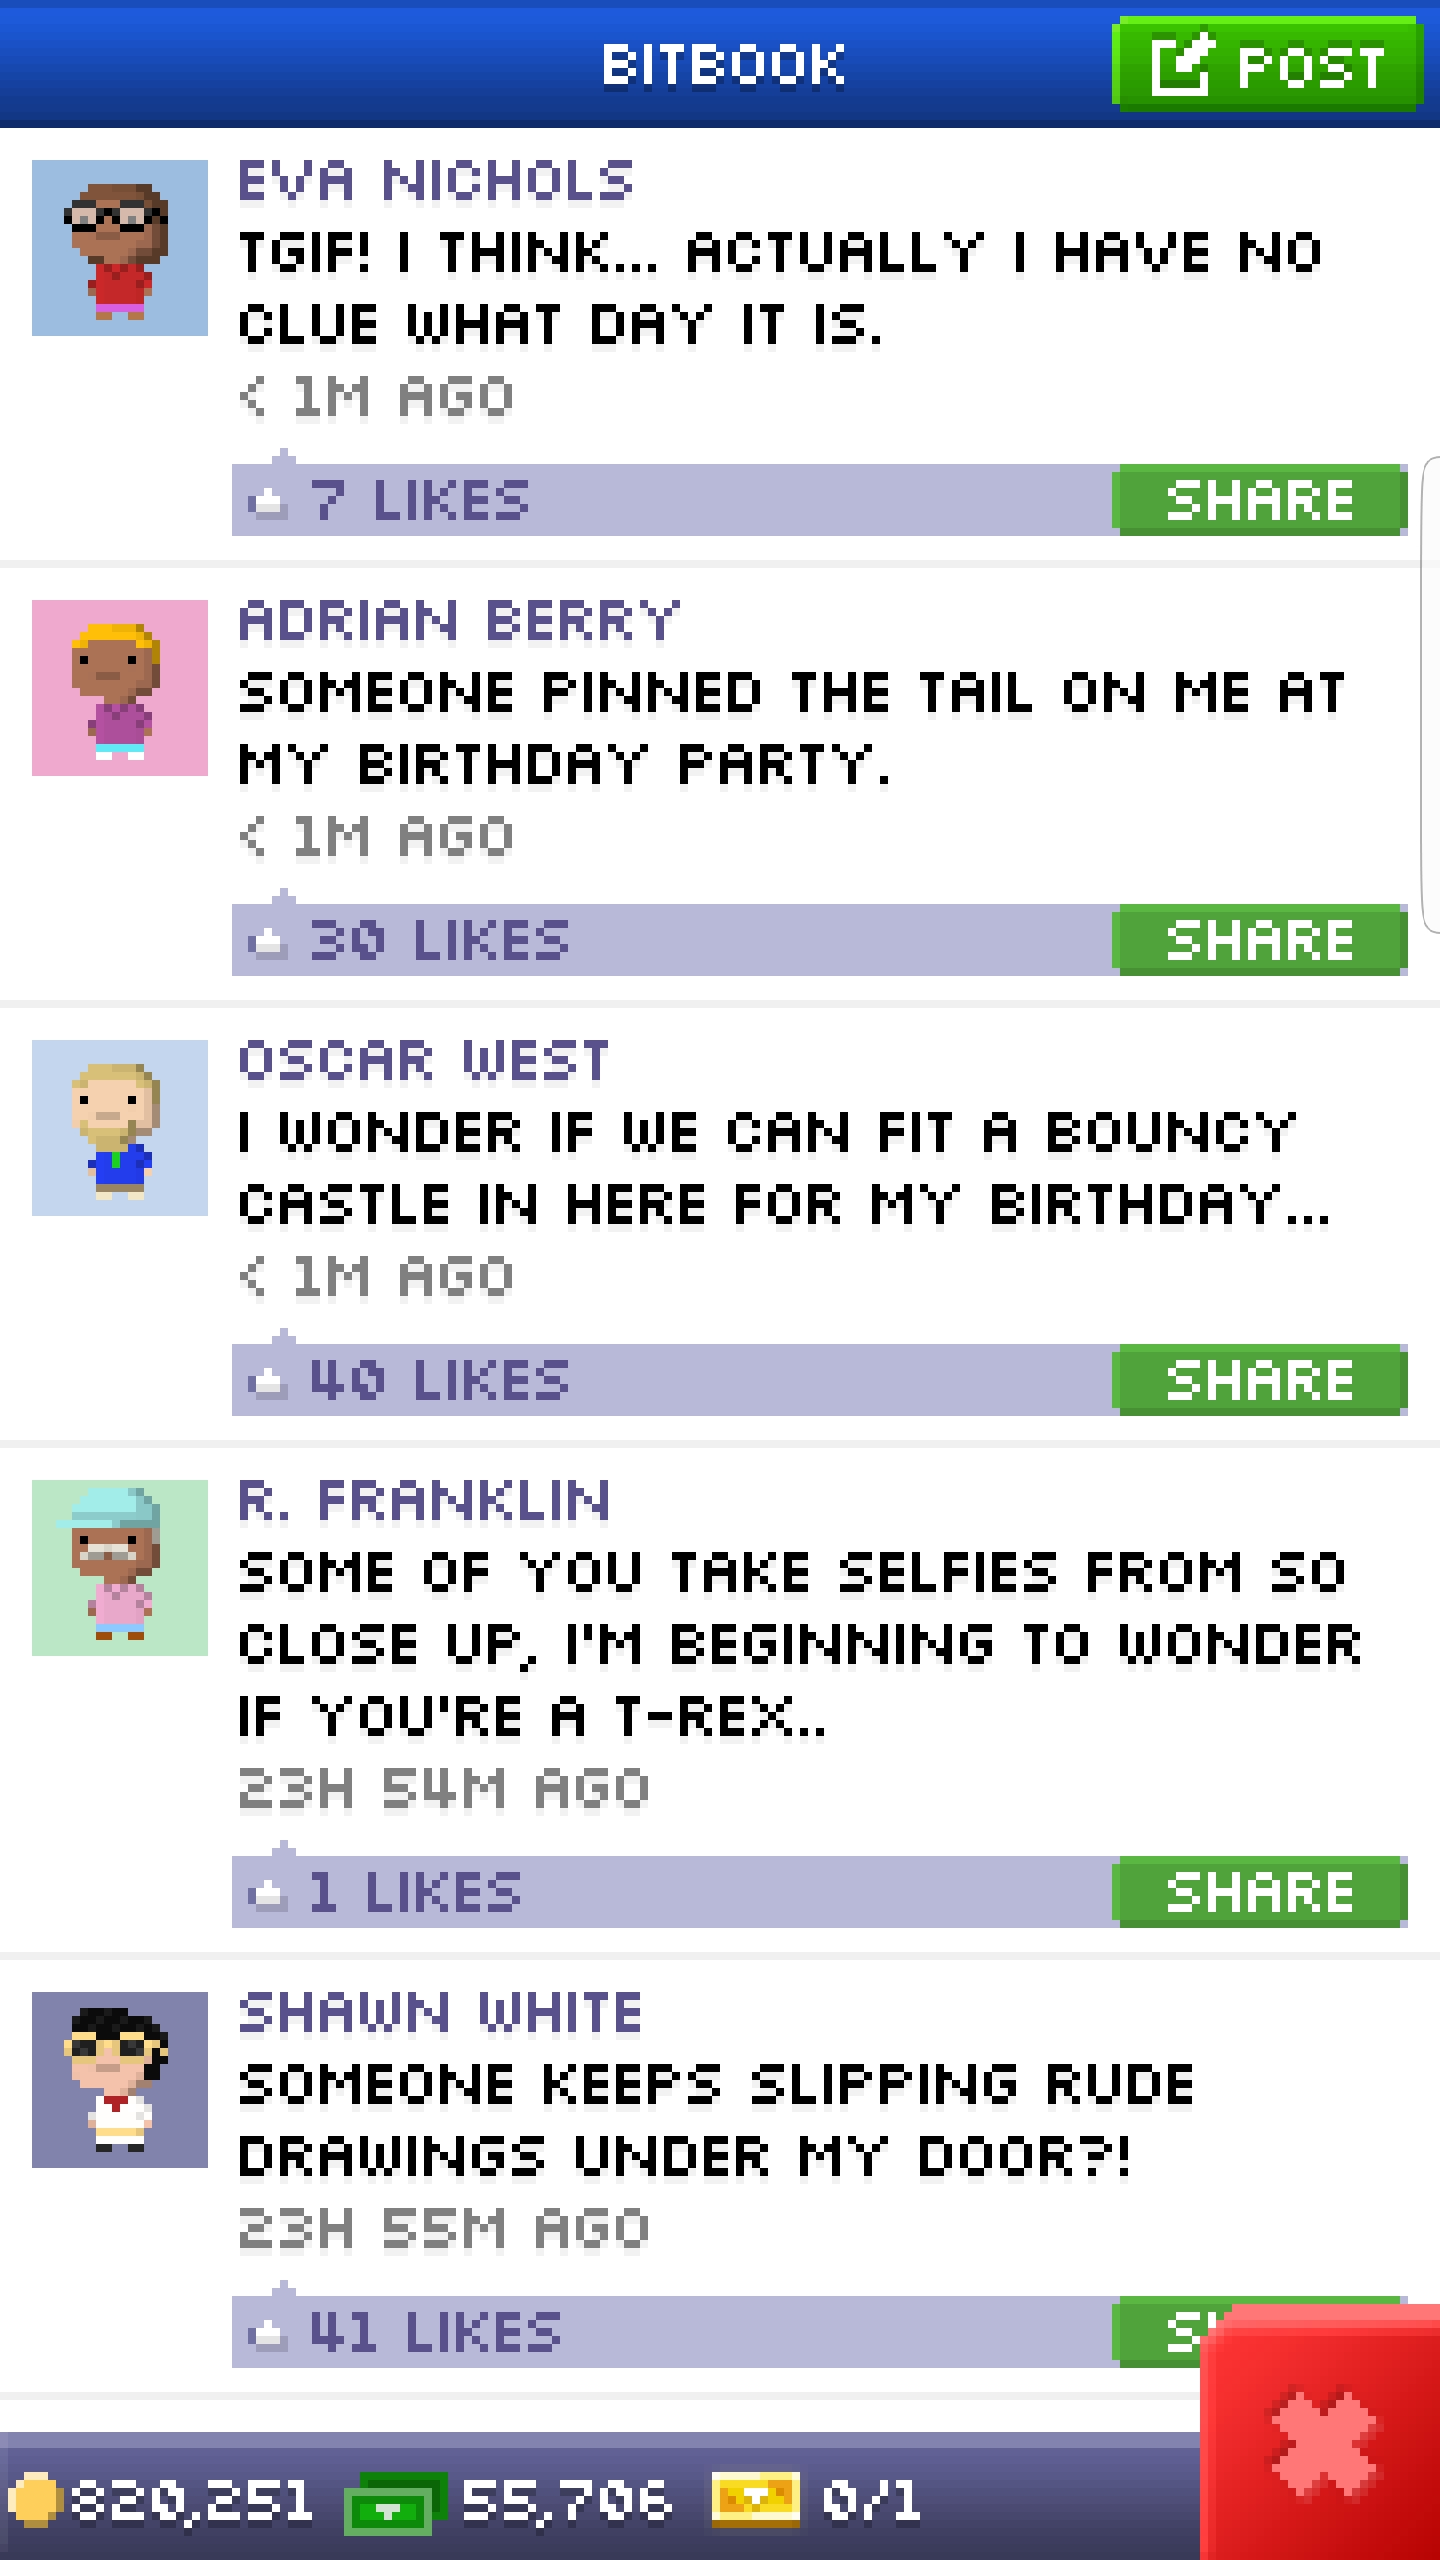 BITBOOK
POST
EVA NICHOLS
TGIF! I THINK... ACTUALLY I HAVE NO
CLUE WHAT DAY IT IS.
< 1M AGO
7 LIKES
SHARE
ADRIAN BERRY
SOMEONE PINNED THE TAIL ON ME AT
MY BIRTHDAY PARTY.
< 1M AGO
30 LIKES
SHARE
OSCAR WEST
I WONDER IF WE CAN FIT A BOUNCY
CASTLE IN HERE FOR MY BIRTHDAY...
< 1M AGO
40 LIKES
SHARE
R. FRANKLIN
SOME OF YOU TAKE SELFIES FROM SO
CLOSE UP, I'M BEGINNING TO WONDER
IF YOU'RE A T-REX..
23H 54M AGO
1 LIKES
SHARE
SHAWN WHITE
SOMEONE KEEPS SLIPPING RUDE
DRAWINGS UNDER MY DOOR?!
23H 55M AGO
41 LIKES
820,251
55,706
0/1